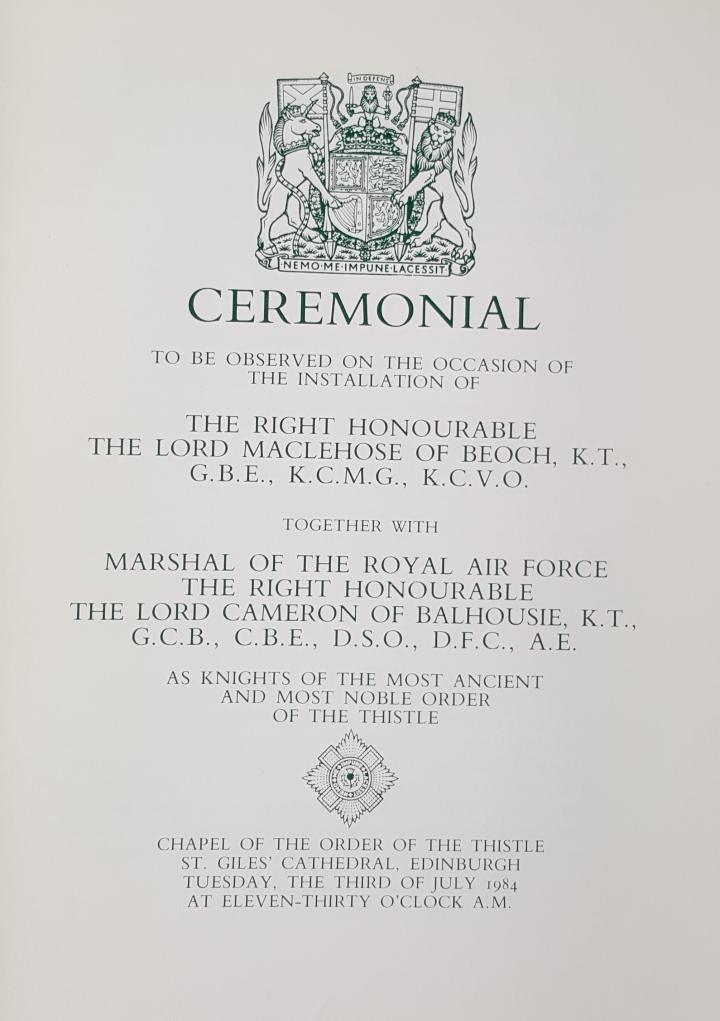 IN DEFENS
NEMO·ME·IMPUNE·LACESSIT
CEREMONIAL
TO BE OBSERVED ON THE OCCASION OF
THE INSTALLATION OF
THE RIGHT HONOURABLE
THE LORD MACLEHOSE OF BEOCH, K.T.,
G.B.E., K.C.M.G., K.C.V.O.
TOGETHER WITH
MARSHAL OF THE ROYAL AIR FORCE
THE RIGHT HONOURABLE
THE LORD CAMERON OF BALHOUSIE, K.T.,
G.C.B., C.B.E., D.S.O., D.F.C., A.E.
AS KNIGHTS OF THE MOST ANCIENT
AND MOST NOBLE ORDER
OF THE THISTLE
CHAPEL OF THE ORDER OF THE THISTLE
ST. GILES' CATHEDRAL, EDINBURGH
TUESDAY, THE THIRD OF JULY 1984
AT ELEVEN-THIRTY O'CLOCK A.M.